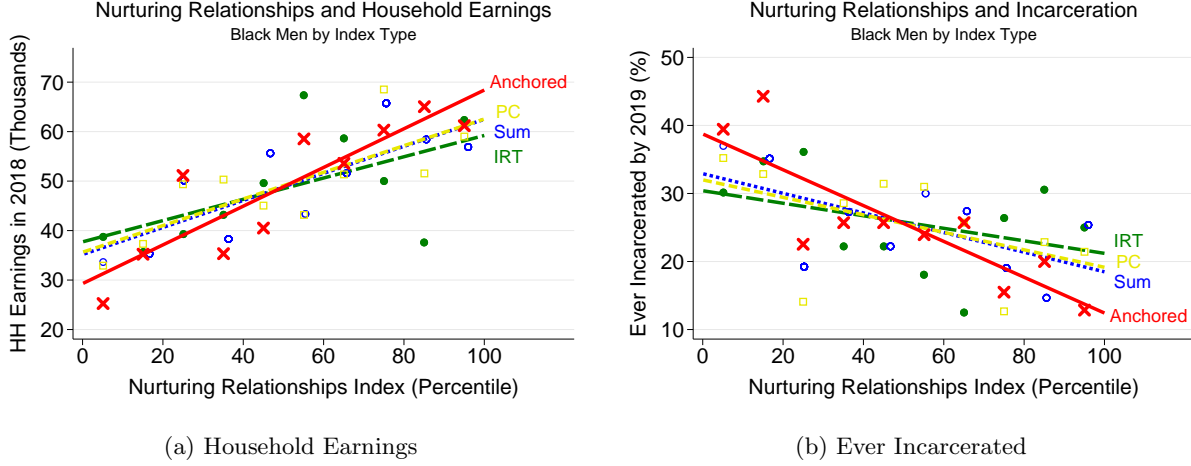 Nurturing Relationships and Household Earnings
Black Men by Index Type
HH Earnings in 2018 (Thousands)
70
60
50
40
30
20
0 20 40 60 80 100
Anchored
PC
Sum
IRT
Nurturing Relationships Index (Percentile)
(a) Household Earnings
Nurturing Relationships and Incarceration
Black Men by Index Type
Ever Incarcerated by 2019 (%)
50
40
30
20
10
0 20 40 60 80 100
IRT
PC
Sum
Anchored
Nurturing Relationships Index (Percentile)
(b) Ever Incarcerated